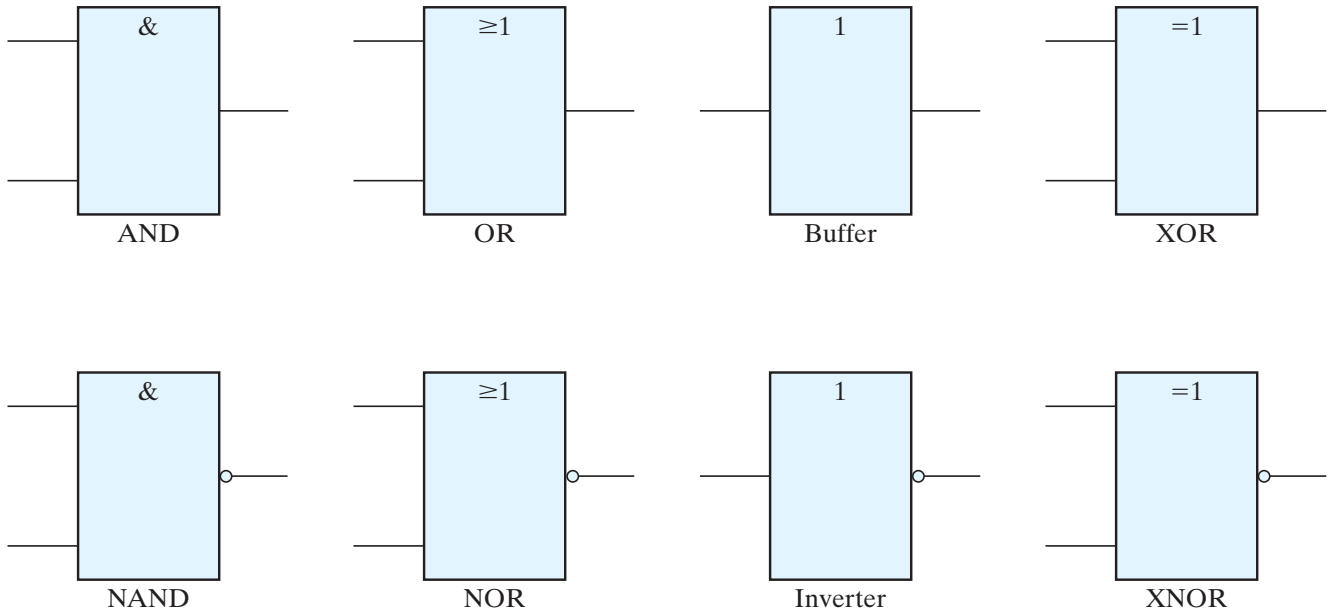 & ≥1 1 =1
AND OR Buffer XOR
& ≥1 1 =1
NAND NOR Inverter XNOR